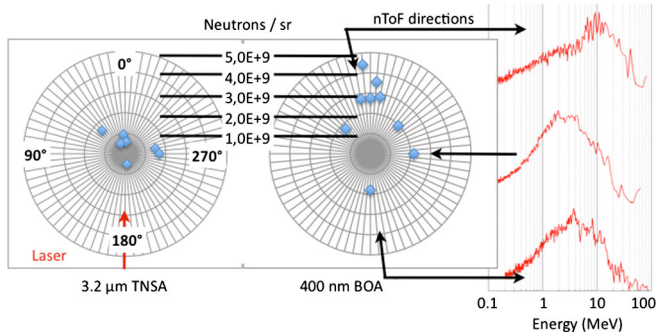 Neutrons / sr
nToF directions
0°
5,0E+9
4,0E+9
3,0E+9
2,0E+9
1,0E+9
90°
270°
180°
Laser
3.2 µm TNSA
400 nm BOA
0.1 1 10 100
Energy (MeV)